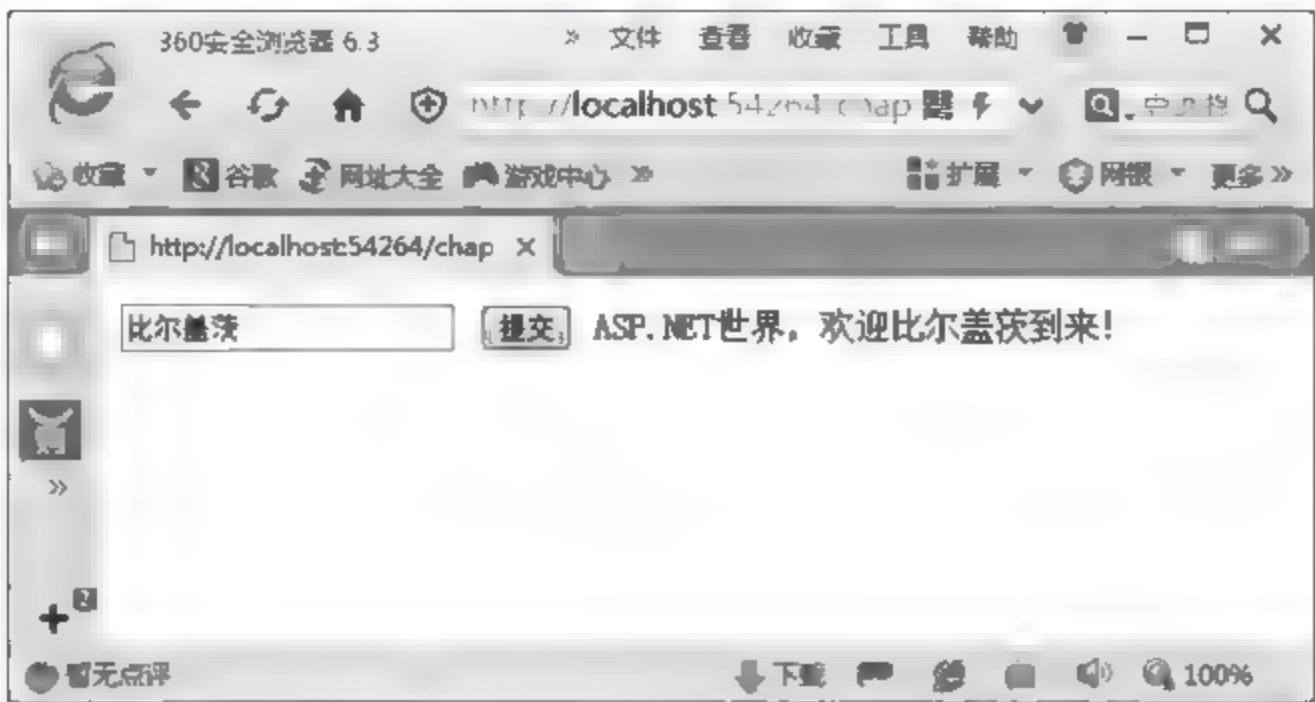 360安全浏览器 6.3 » 文件 查看 收藏 工具 帮助
http://localhost:54264/chap
收藏 谷歌 网址大全 游戏中心 » 扩展 网银 更多 »
http://localhost:54264/chap ×
比尔盖茨 提交 ASP.NET世界，欢迎比尔盖茨到来！
»
无点评 下载 100%